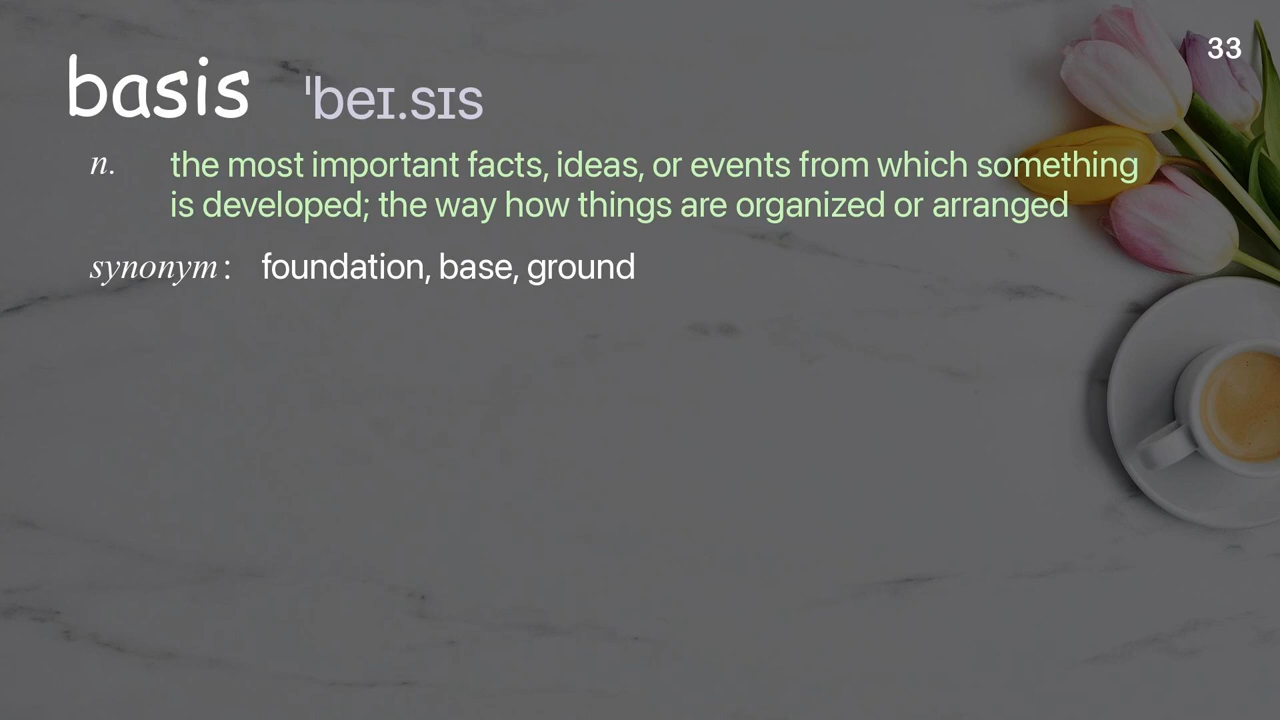 33
basis ˈbeɪ.sɪs
n. the most important facts, ideas, or events from which something
is developed; the way how things are organized or arranged
synonym : foundation, base, ground